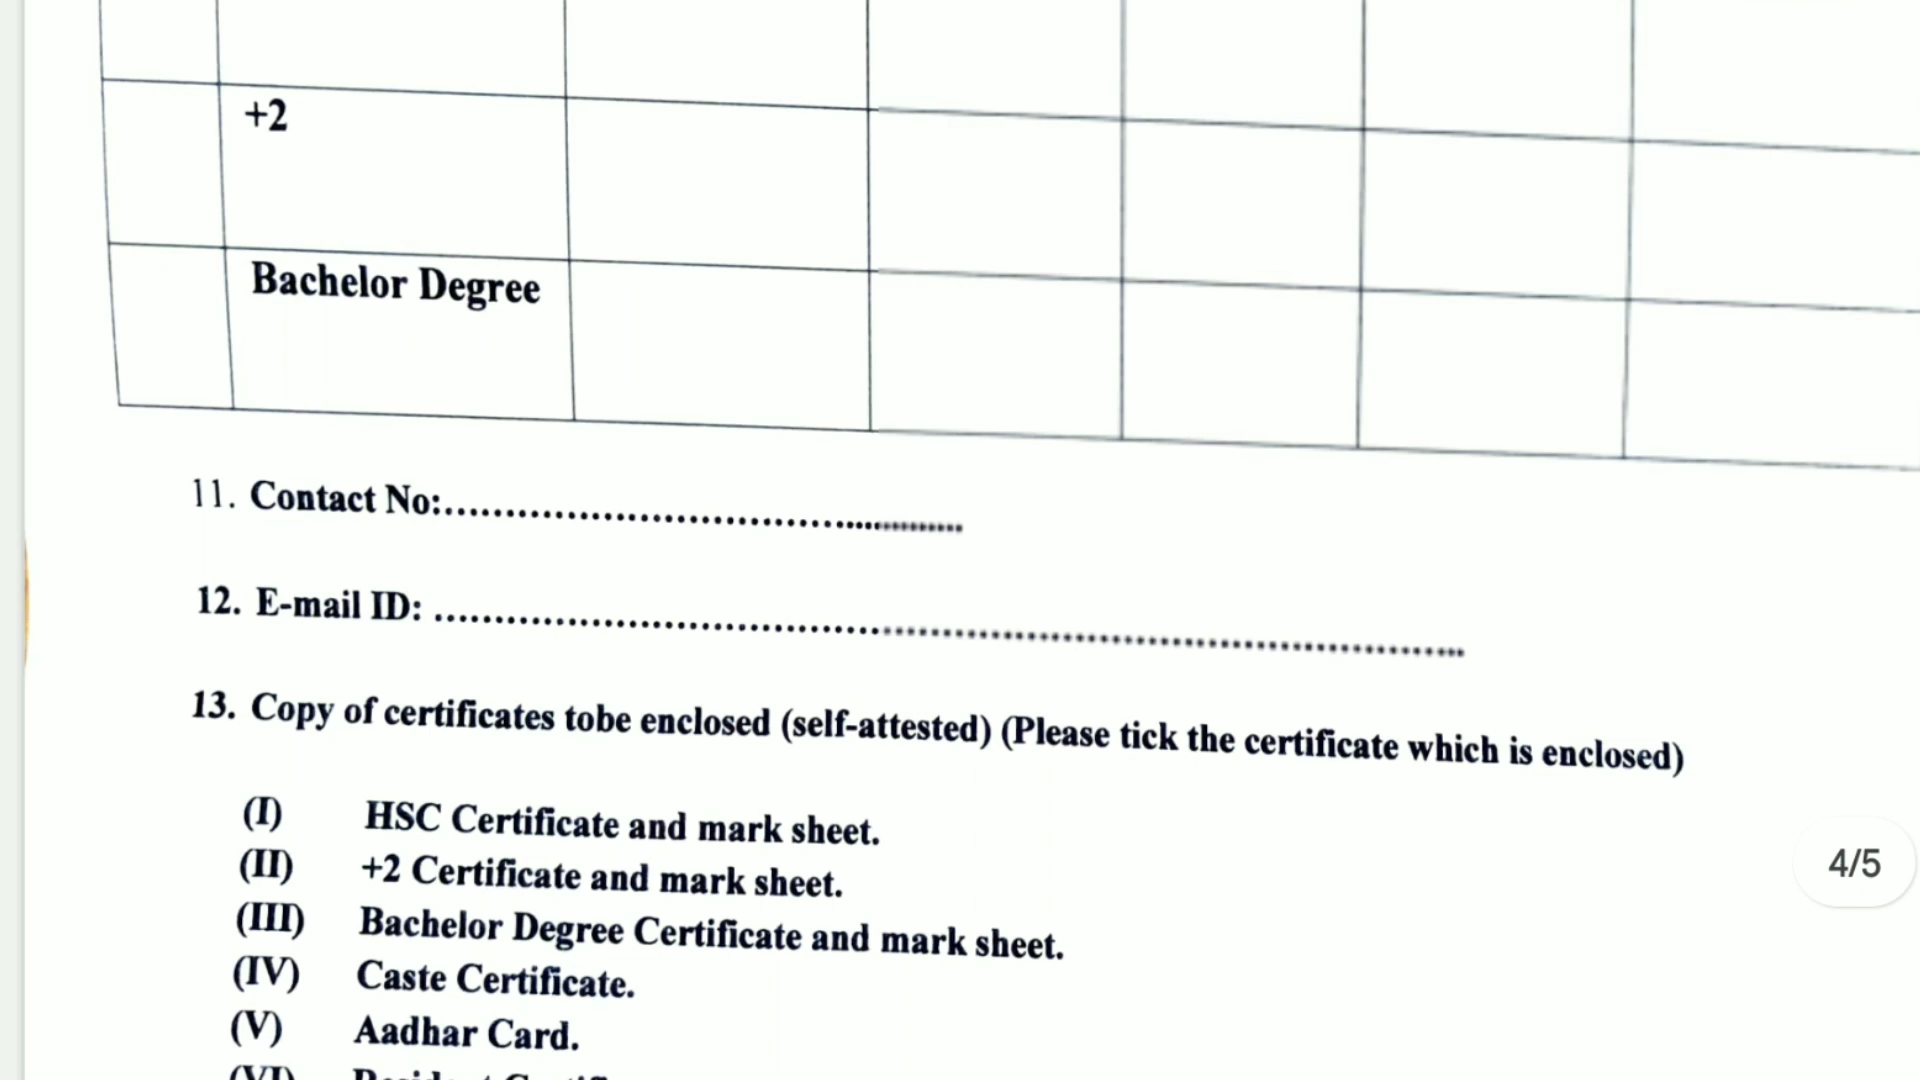 +2
Bachelor Degree
11. Contact No:..................................................
12. E-mail ID: ..........................................................................................
13. Copy of certificates tobe enclosed (self-attested) (Please tick the certificate which is enclosed)
(I) HSC Certificate and mark sheet.
(II) +2 Certificate and mark sheet.
(III) Bachelor Degree Certificate and mark sheet.
4/5
(IV) Caste Certificate.
(V) Aadhar Card.
(VI)